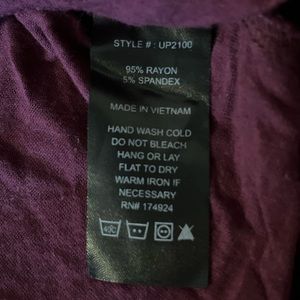 STYLE # : UP2100
95% RAYON
5% SPANDEX
MADE IN VIETNAM
HAND WASH COLD
DO NOT BLEACH
HANG OR LAY
FLAT TO DRY
WARM IRON IF
NECESSARY
RN# 174924